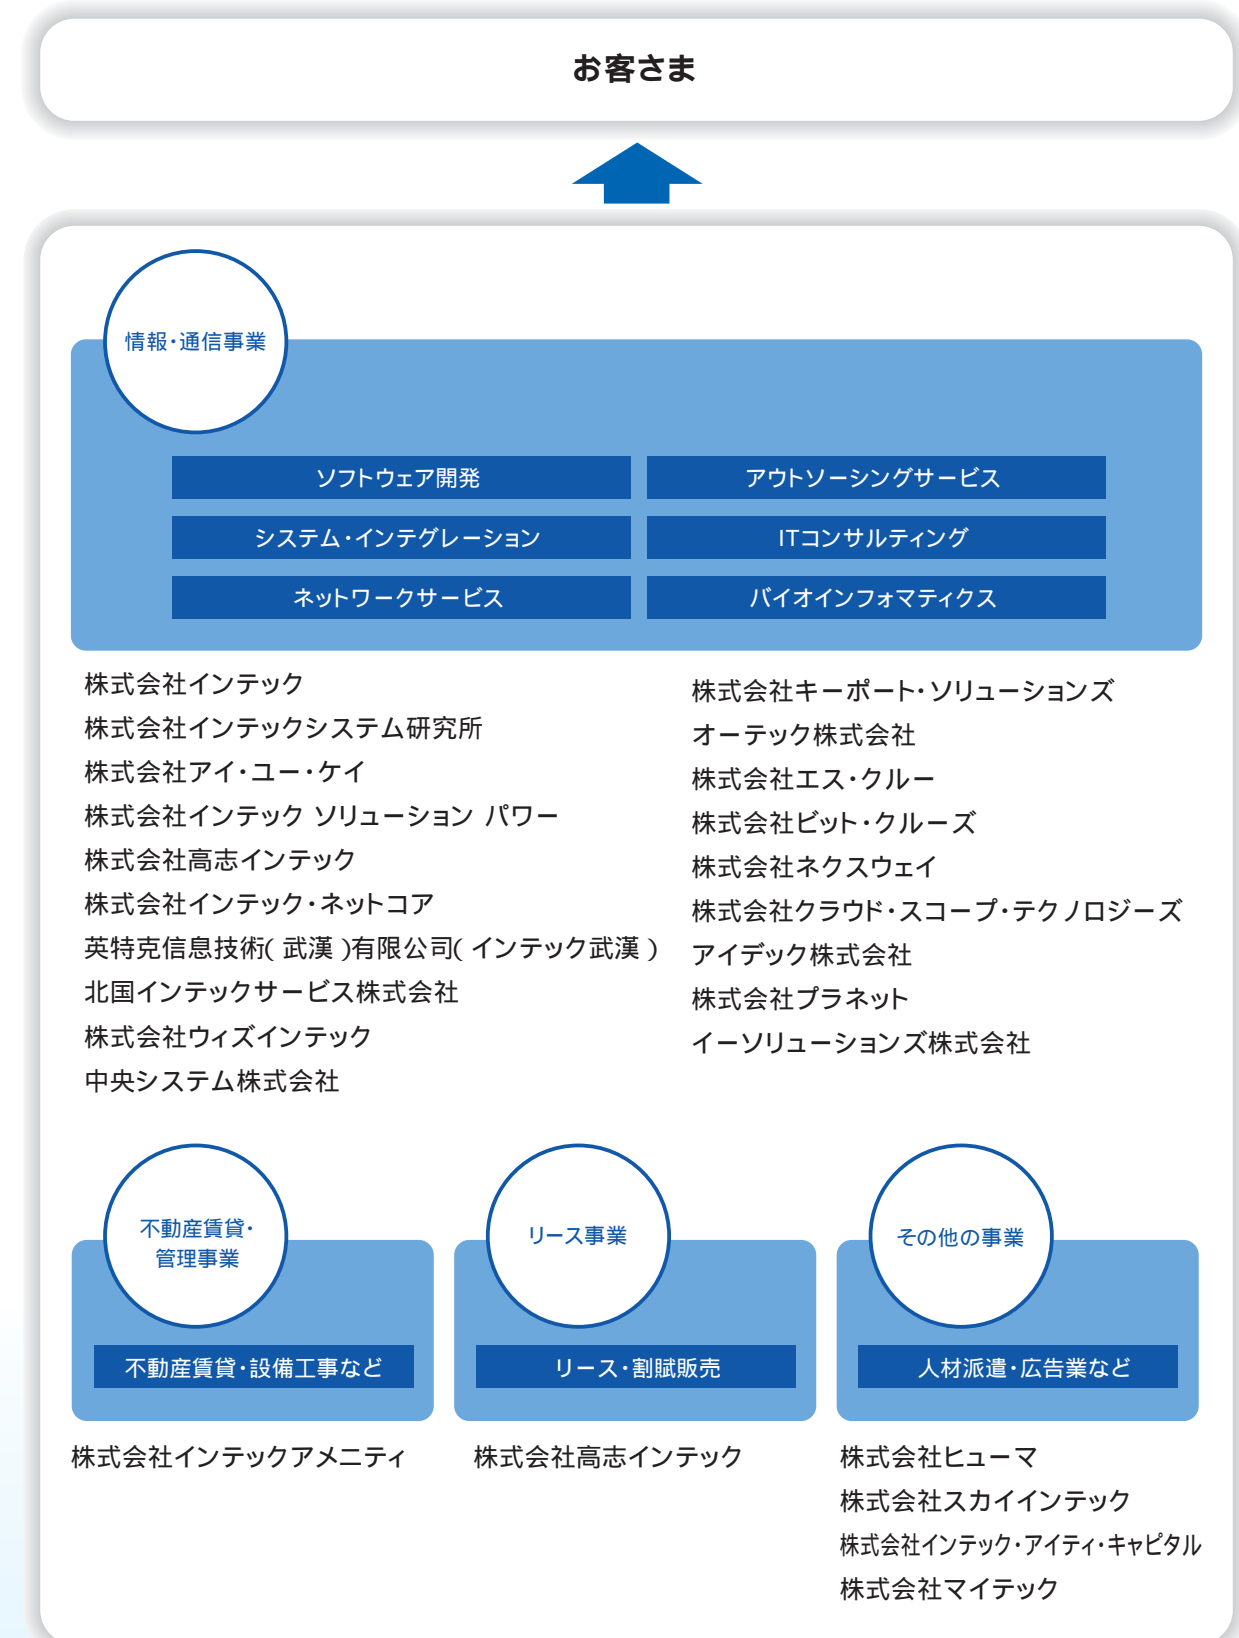 お客さま
情報・通信事業
ソフトウェア開発
アウトソーシングサービス
システム・インテグレーション
ITコンサルティング
ネットワークサービス
バイオインフォマティクス
株式会社インテック
株式会社インテックシステム研究所
株式会社アイ・ユー・ケイ
株式会社インテック ソリューション パワー
株式会社高志インテック
株式会社インテック・ネットコア
英特克信息技術(武漢)有限公司(インテック武漢)
北国インテックサービス株式会社
株式会社ウィズインテック
中央システム株式会社
株式会社キーポート・ソリューションズ
オーテック株式会社
株式会社エス・クルー
株式会社ビット・クルーズ
株式会社ネクスウェイ
株式会社クラウド・スコープ・テクノロジーズ
アイデック株式会社
株式会社プラネット
イーソリューションズ株式会社
不動産賃貸・
管理事業
不動産賃貸・設備工事など
株式会社インテックアメニティ
リース事業
リース・割賦販売
株式会社高志インテック
その他の事業
人材派遣・広告業など
株式会社ヒューマ
株式会社スカイインテック
株式会社インテック・アイティ・キャピタル
株式会社マイテック